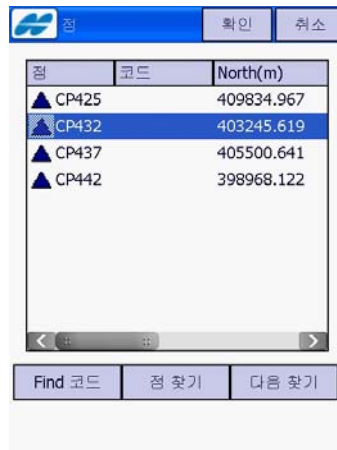 점 확인 취소
점 코드 North(m)
CP425 409834.967
CP432 403245.619
CP437 405500.641
CP442 398968.122
Find 코드 점 찾기 다음 찾기